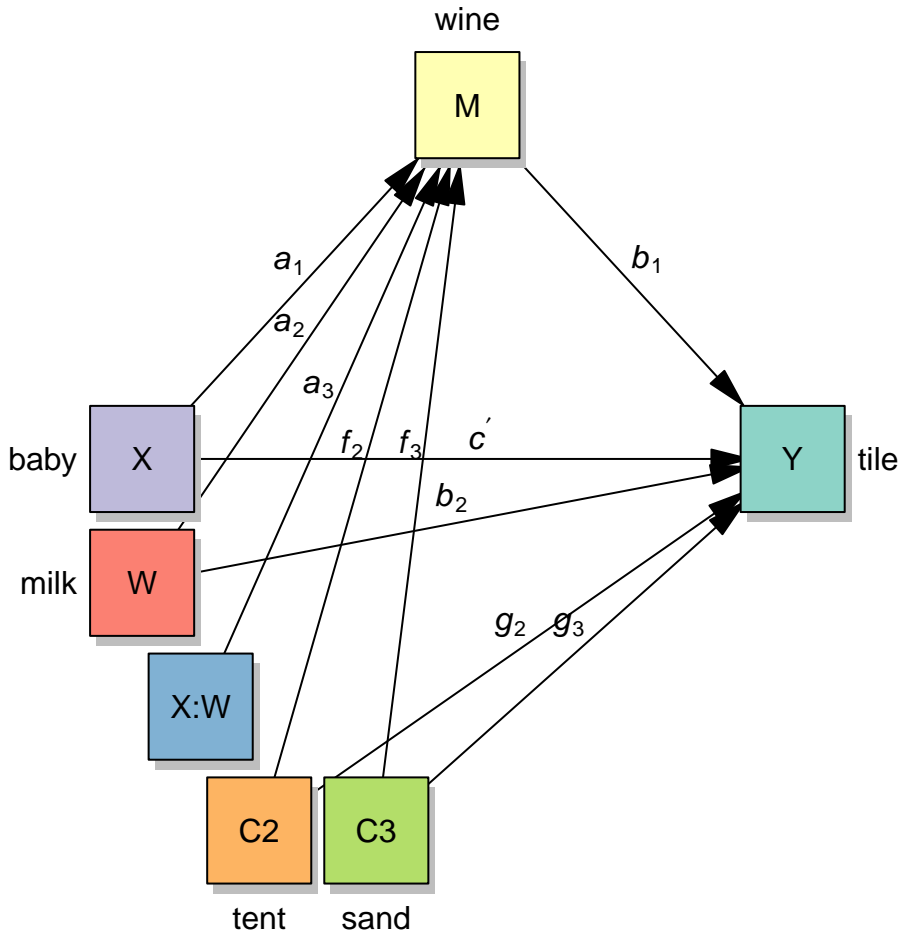 wine
M
a1
b1
a2
a3
f2
f3
c′
baby
X
Y
tile
b2
milk
W
g2
g3
X:W
C2
C3
tent
sand